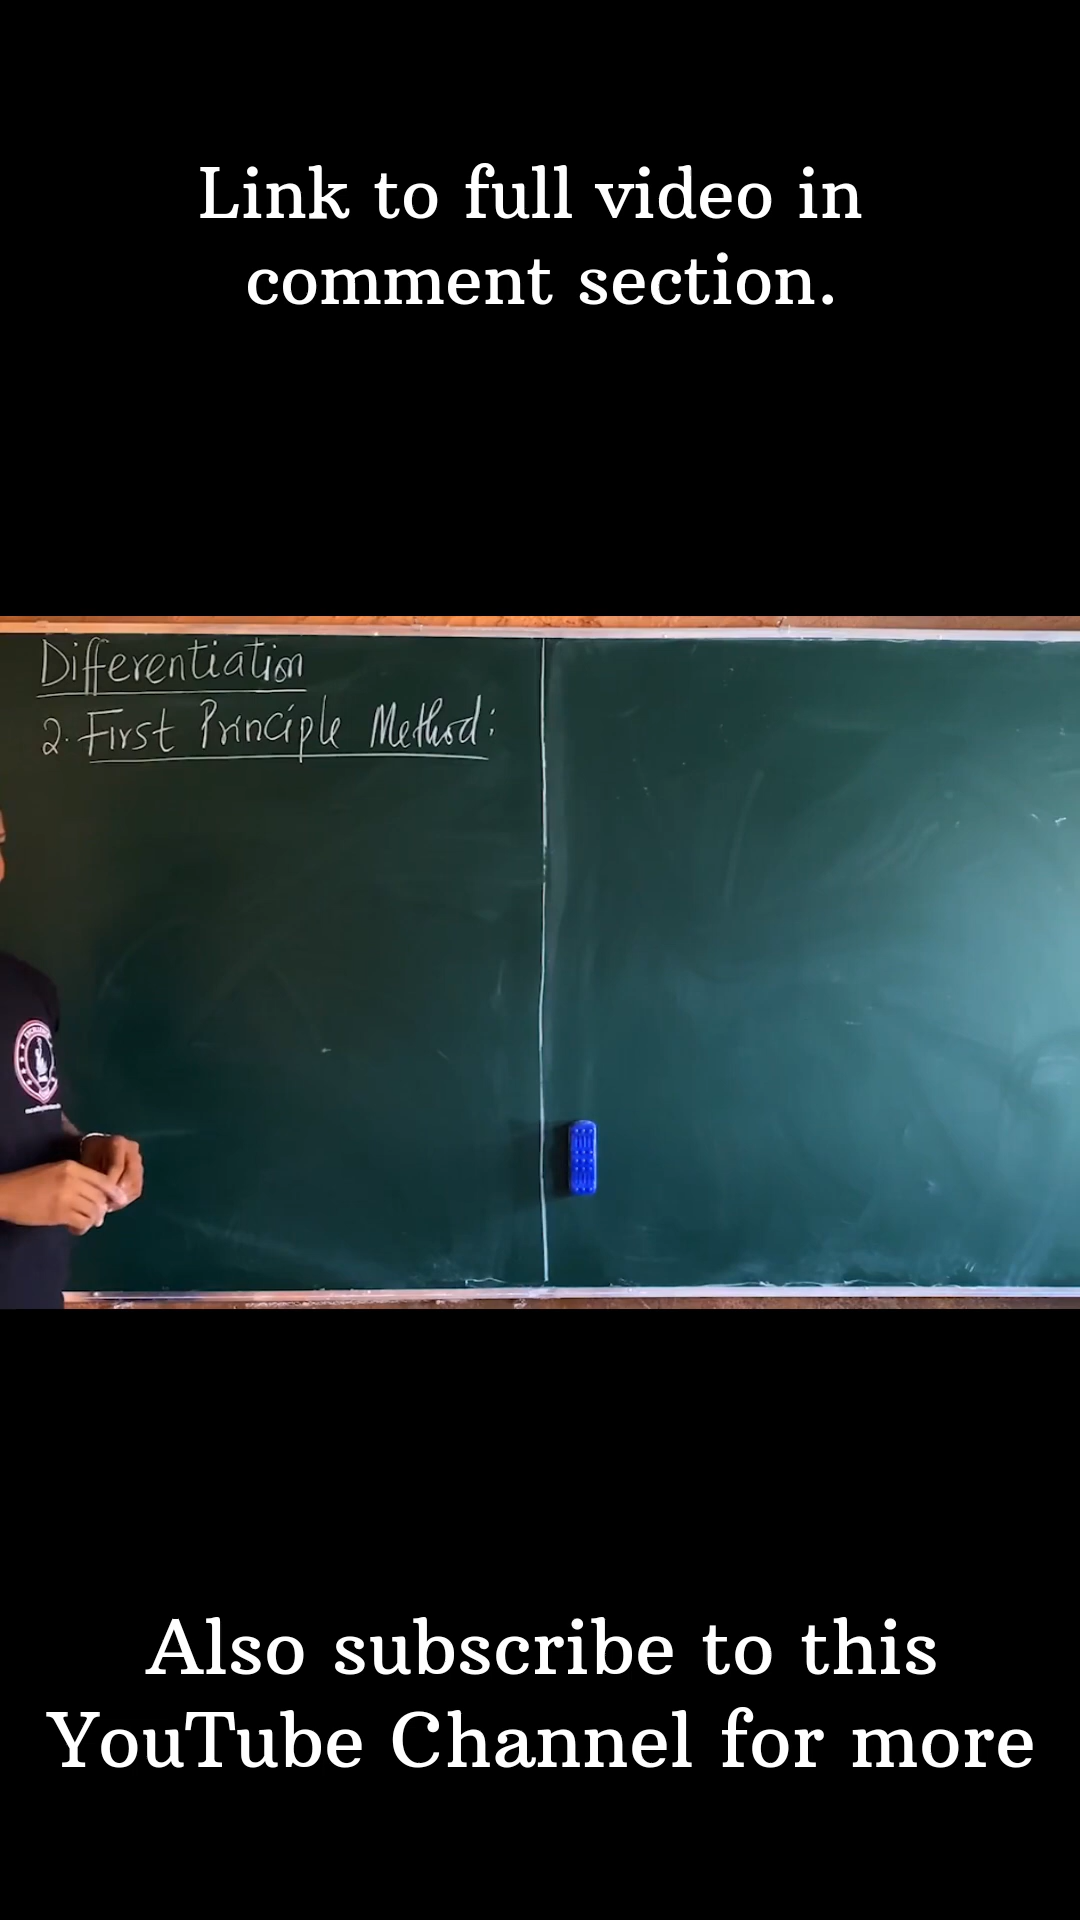 Link to full video in
comment section.
Differentiation
2. First Principle Method:
Also subscribe to this
YouTube Channel for more